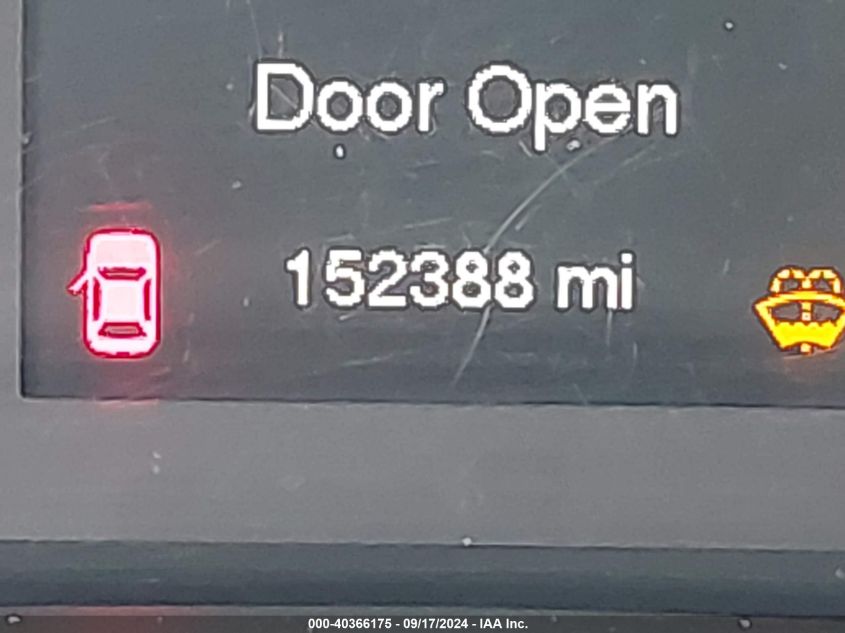 Door Open
152388 mi
000-40366175 - 09/17/2024 - IAA Inc.